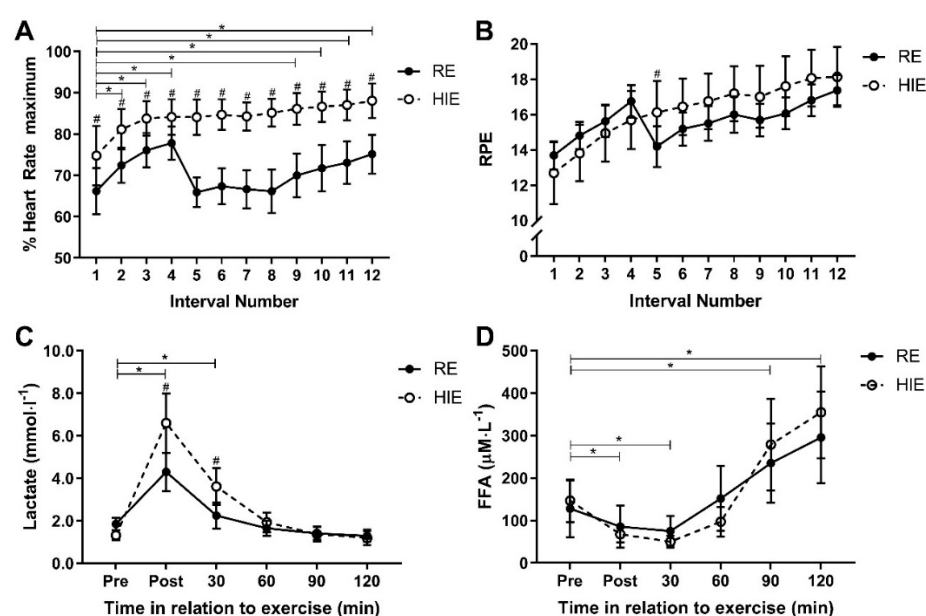 A
% Heart Rate maximum
100
90
80
70
60
50
* * * * * * * *
# # # # # # # # # # # #
1 2 3 4 5 6 7 8 9 10 11 12
Interval Number
RE
HIE
B
RPE
20
18
16
14
12
10
0
#
1 2 3 4 5 6 7 8 9 10 11 12
Interval Number
RE
HIE
C
Lactate (mmol·l⁻¹)
10.0
8.0
6.0
4.0
2.0
0.0
*
*
#
#
Pre Post 30 60 90 120
Time in relation to exercise (min)
RE
HIE
D
FFA (µM·L⁻¹)
500
400
300
200
100
0
*
*
*
*
Pre Post 30 60 90 120
Time in relation to exercise (min)
RE
HIE